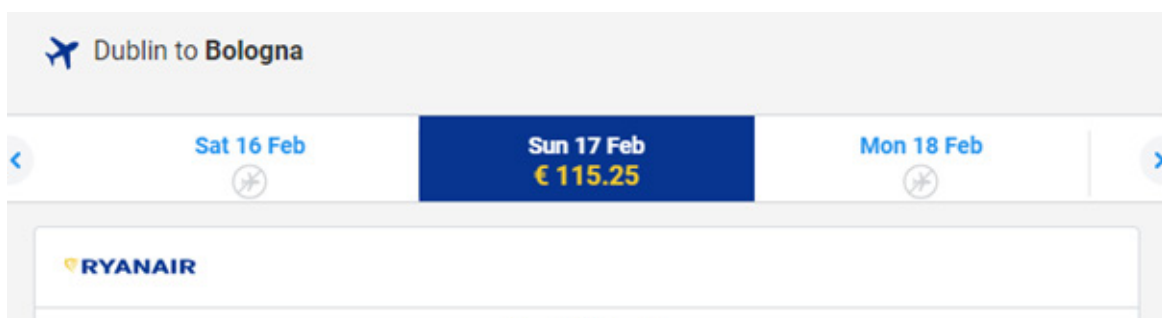 Dublin to Bologna
Sat 16 Feb
Sun 17 Feb
Mon 18 Feb
€ 115.25
RYANAIR